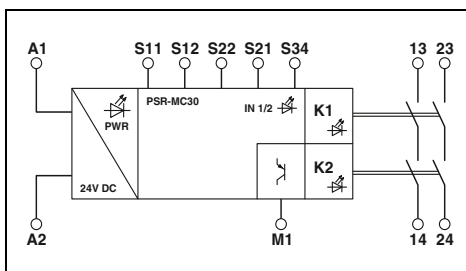 A1 S11 S12 S22 S21 S34 13 23
PSR-MC30 IN 1/2 K1
PWR
24V DC K2
A2 M1 14 24